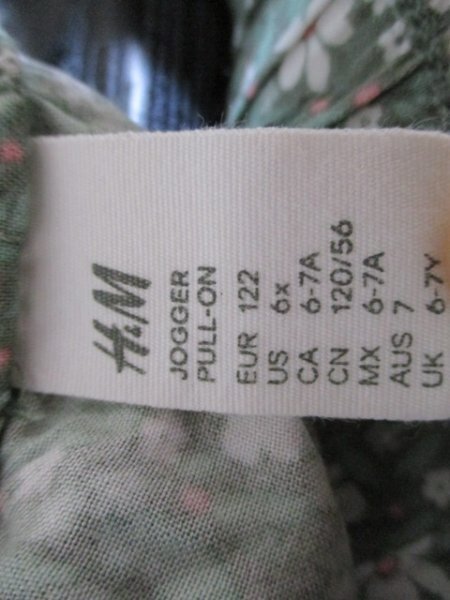 H&M
JOGGER
PULL-ON
EUR 122
US 6x
CA 6-7A
CN 120/56
MX 6-7A
AUS 7
UK 6-7Y